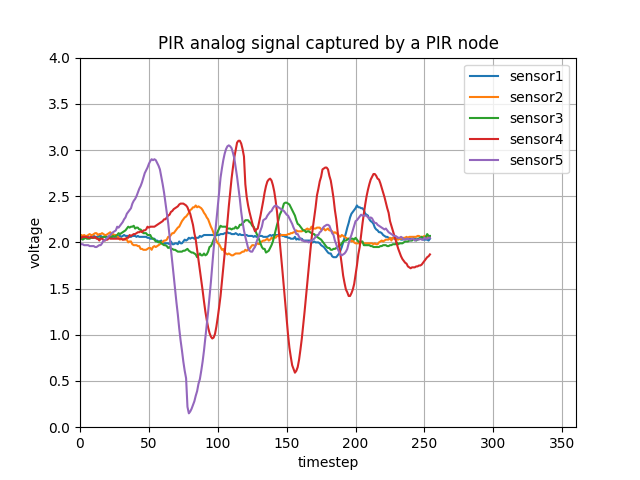 PIR analog signal captured by a PIR node
4.0
3.5
3.0
2.5
2.0
1.5
1.0
0.5
0.0
voltage
sensor1
sensor2
sensor3
sensor4
sensor5
0 50 100 150 200 250 300 350
timestep